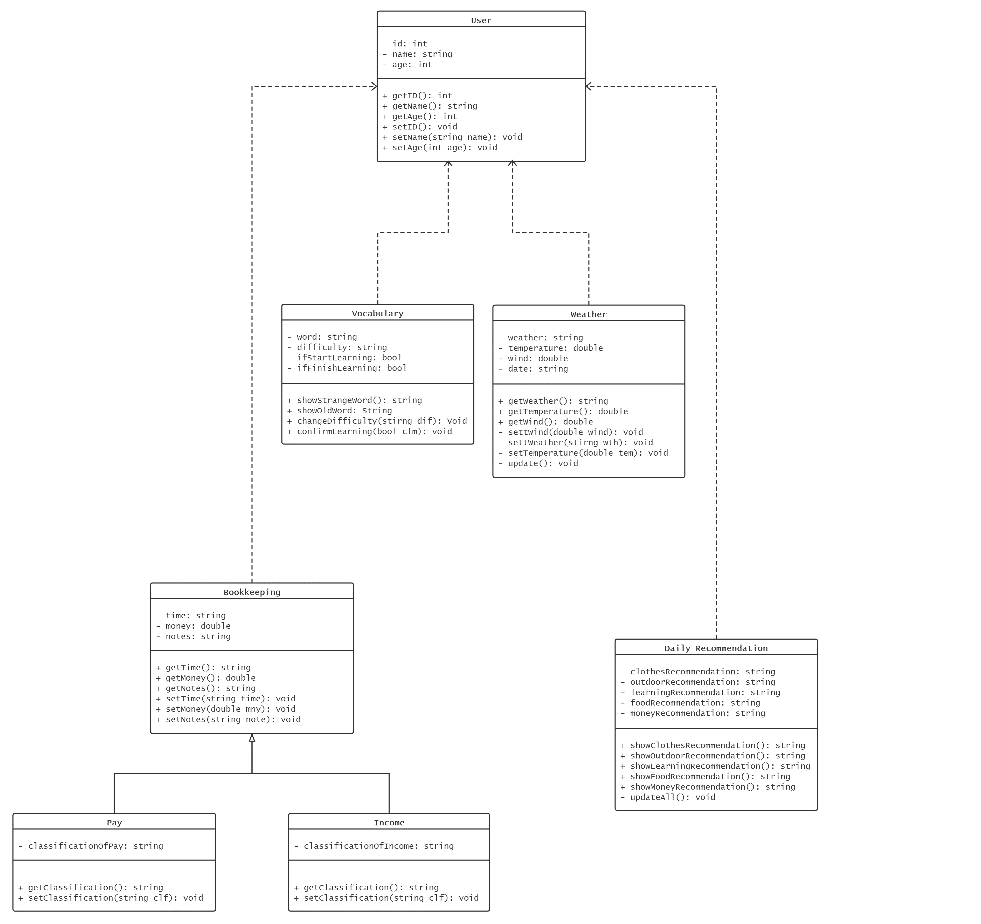 User
id: int
- name: string
- age: int
+ getID(): int
+ getName(): string
+ getAge(): int
+ setID(): void
+ setName(string name): void
+ setAge(int age): void
Vocabulary
- word: string
- difficulty: string
ifStartLearning: bool
- ifFinishLearning: bool
+ showStrangeWord(): string
+ showOldWord: String
+ changeDifficulty(stirng dif): Void
+ confirmLearning(bool clm): void
Weather
weather: string
- temperature: double
- wind: double
- date: string
+ getWeather(): string
+ getTemperature(): double
+ getWind(): double
- setWind(double wind): void
setWeather(stirng wth): void
- setTemperature(double tem): void
- update(): void
Bookkeeping
time: string
- money: double
- notes: string
+ getTime(): string
+ getMoney(): double
+ getNotes(): string
+ setTime(string time): void
+ setMoney(double mny): void
+ setNotes(string note): void
Daily Recommendation
clothesRecommendation: string
- outdoorRecommendation: string
- learningRecommendation: string
- foodRecommendation: string
- moneyRecommendation: string
+ showClothesRecommendation(): string
+ showOutdoorRecommendation(): string
+ showLearningRecommendation(): string
+ showFoodRecommendation(): string
+ showMoneyRecommendation(): string
- updateAll(): void
Pay
- classificationOfPay: string
+ getClassification(): string
+ setClassification(string clf): void
Income
- classificationOfIncome: string
+ getClassification(): string
+ setClassification(string clf): void